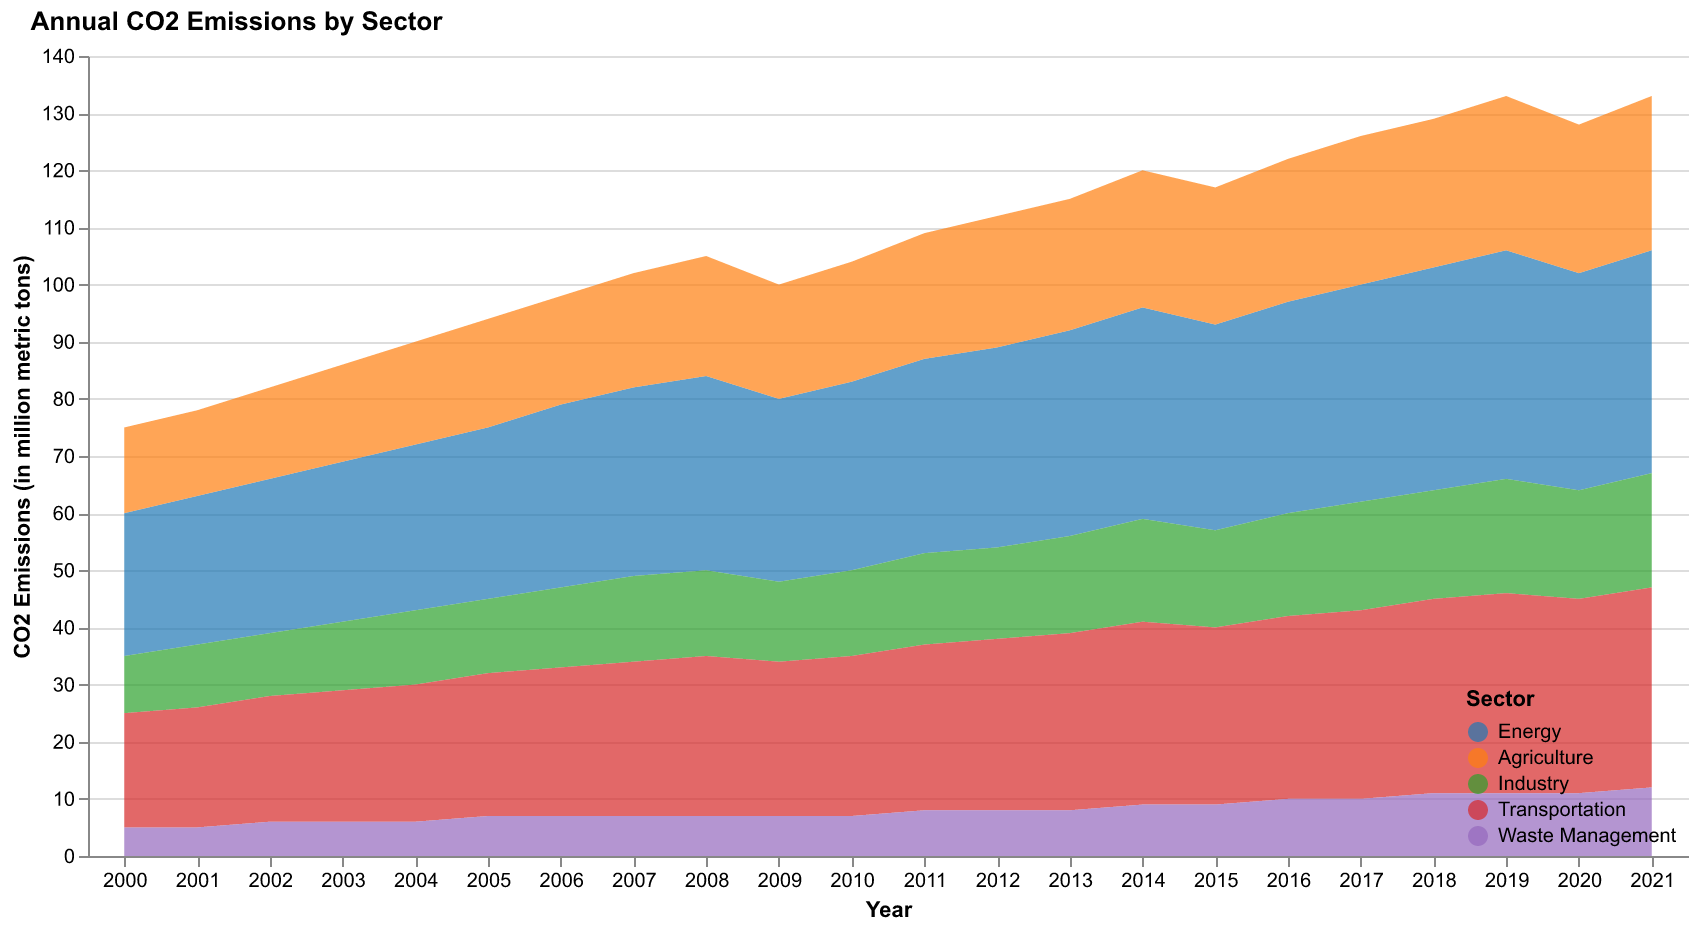 Annual CO2 Emissions by Sector
CO2 Emissions (in million metric tons)
140
130
120
110
100
90
80
70
60
50
40
30
20
10
0
Sector
Energy
Agriculture
Industry
Transportation
Waste Management
2000 2001 2002 2003 2004 2005 2006 2007 2008 2009 2010 2011 2012 2013 2014 2015 2016 2017 2018 2019 2020 2021
Year